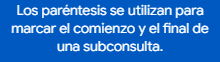 Los paréntesis se utilizan para
marcar el comienzo y el final de
una subconsulta.